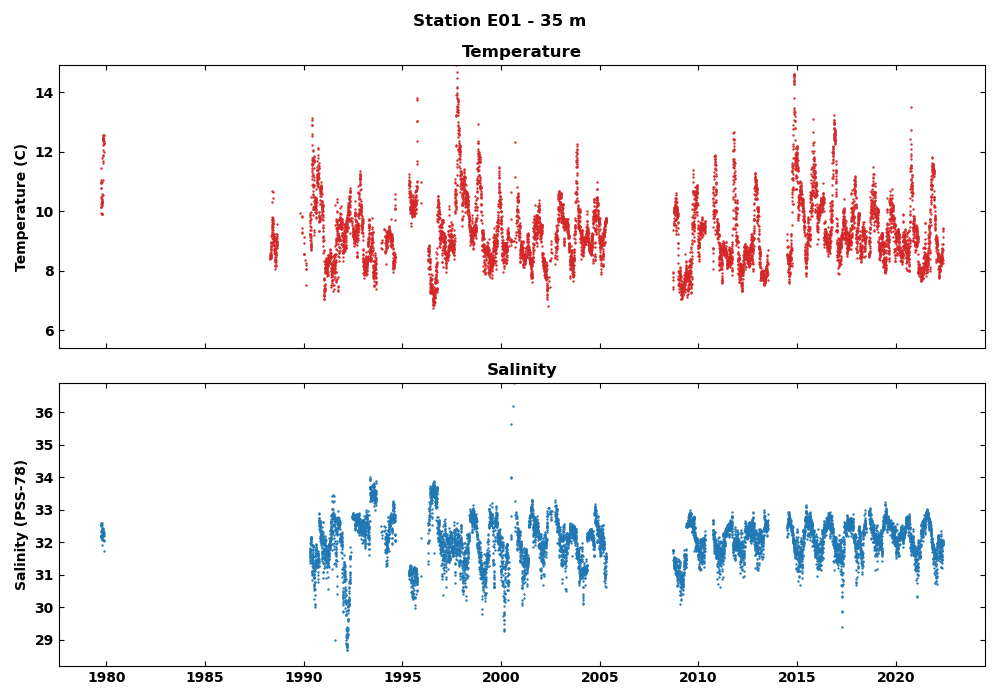 Station E01 - 35 m
Temperature
Temperature (C)
14
12
10
8
6
Salinity
Salinity (PSS-78)
36
35
34
33
32
31
30
29
1980 1985 1990 1995 2000 2005 2010 2015 2020